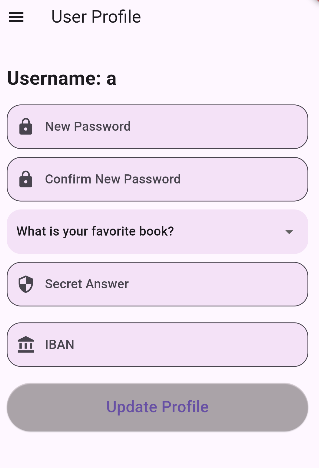 User Profile
Username: a
New Password
Confirm New Password
What is your favorite book?
Secret Answer
IBAN
Update Profile